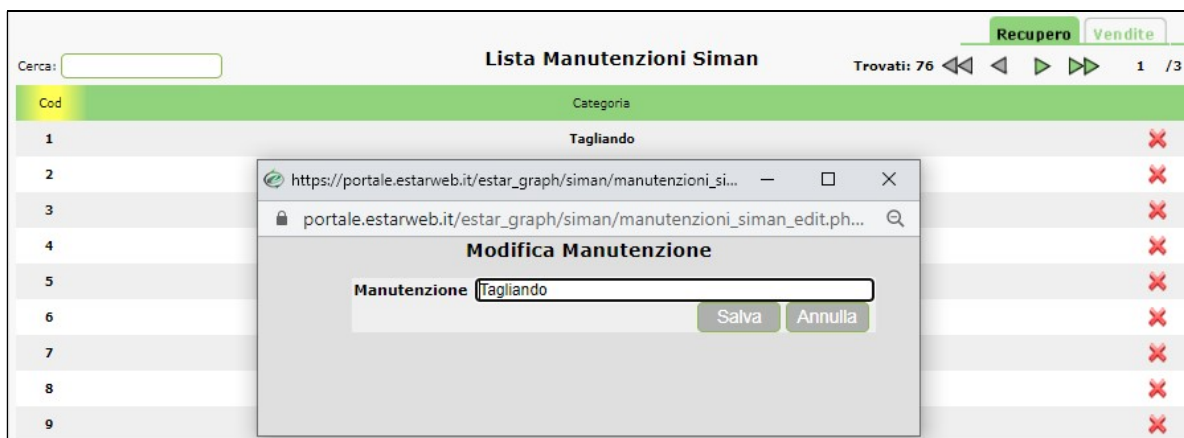 Recupero Vendite
Cerca: Lista Manutenzioni Siman Trovati: 76 1 /3
Cod Categoria
1 Tagliando
2
https://portale.estarweb.it/estar_graph/siman/manutenzioni_si...
3
portale.estarweb.it/estar_graph/siman/manutenzioni_siman_edit.ph...
4
Modifica Manutenzione
5
Manutenzione Tagliando
6
Salva Annulla
7
8
9